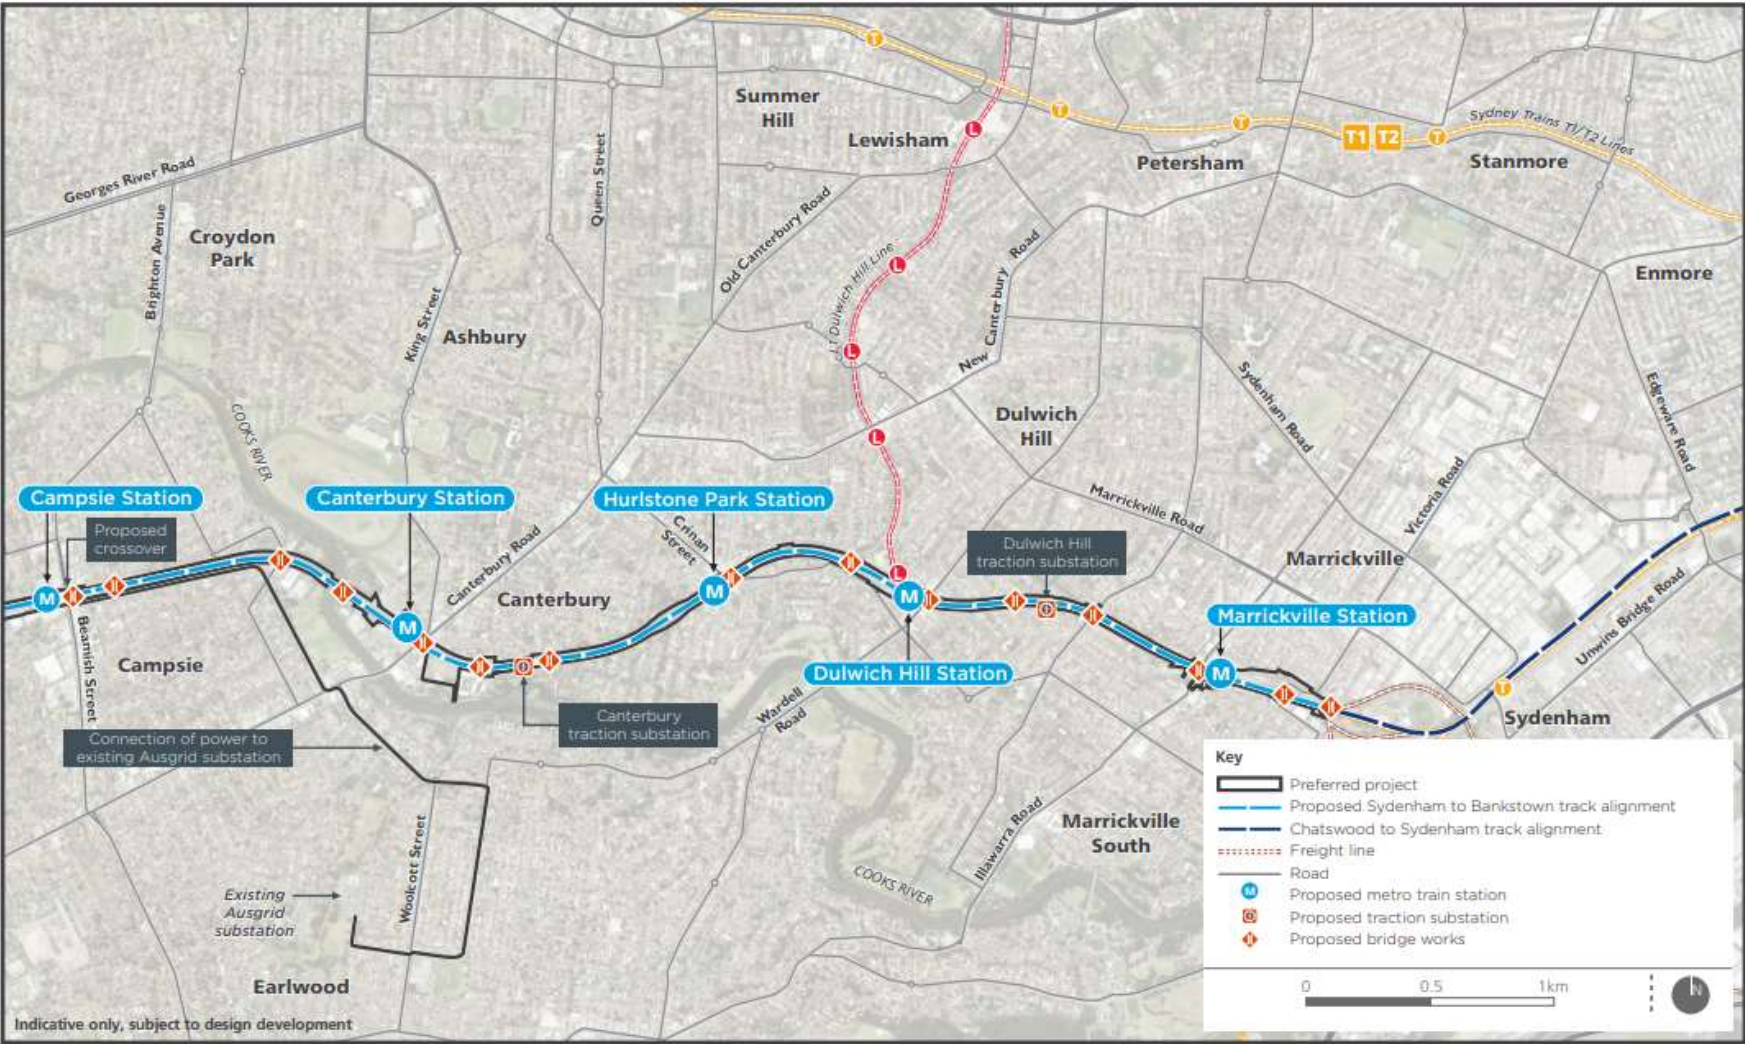 T
Summer
Hill
Lewisham
L
T
T
T1 T2
T
Sydney Trains T1/T2 Lines
Petersham
Stanmore
Georges River Road
Queen Street
Old Canterbury Road
Brighton Avenue
Croydon
Park
L
L1 Dulwich Hill Line
New Canterbury Road
Enmore
King Street
Ashbury
L
COOKS RIVER
Dulwich
Hill
Sydenham Road
Edgeware Road
L
Campsie Station
Canterbury Station
Hurlstone Park Station
Marrickville Road
Victoria Road
Proposed
crossover
Crinan
Street
Canterbury Road
Dulwich Hill
traction substation
Marrickville
L
M
M
M
M
Canterbury
Marrickville Station
Unwins Bridge Road
Beamish Street
Campsie
Dulwich Hill Station
M
T
Sydenham
Wardell
Road
Canterbury
traction substation
Connection of power to
existing Ausgrid substation
Woolcott Street
Illawarra Road
Marrickville
South
COOKS RIVER
Existing
Ausgrid
substation
Earlwood
Key
Preferred project
Proposed Sydenham to Bankstown track alignment
Chatswood to Sydenham track alignment
Freight line
Road
M Proposed metro train station
Proposed traction substation
Proposed bridge works
0 0.5 1km
N
Indicative only, subject to design development